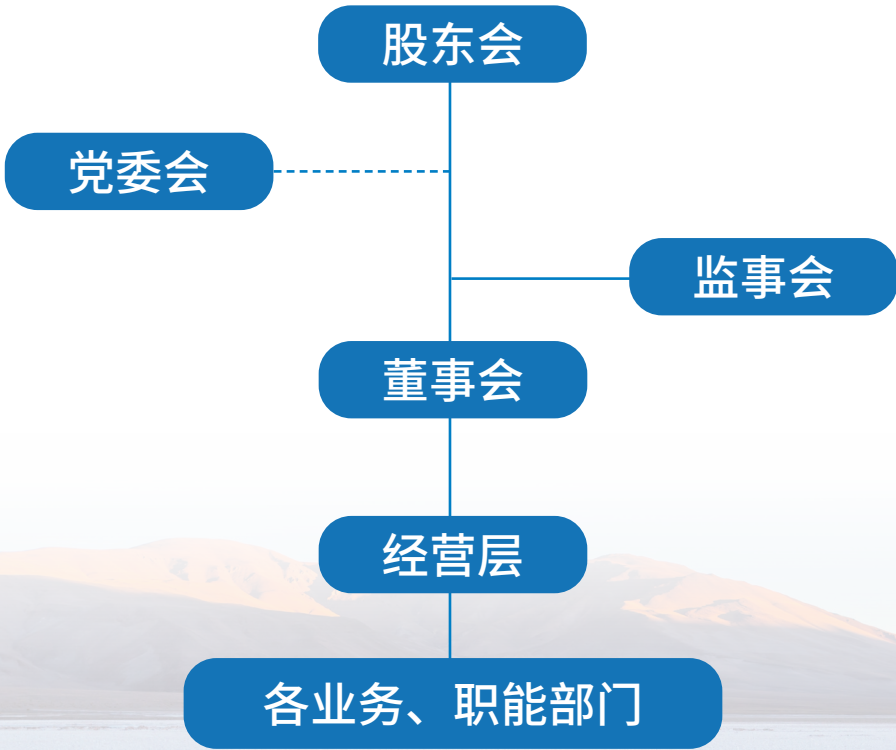 股东会
党委会
监事会
董事会
经营层
各业务、职能部门